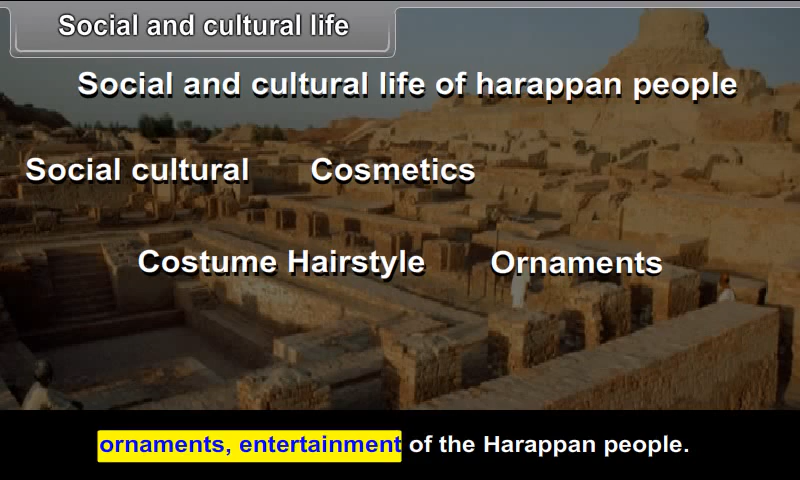 Social and cultural life
Social and cultural life of harappan people
Social cultural Cosmetics
Costume Hairstyle Ornaments
ornaments, entertainment of the Harappan people.